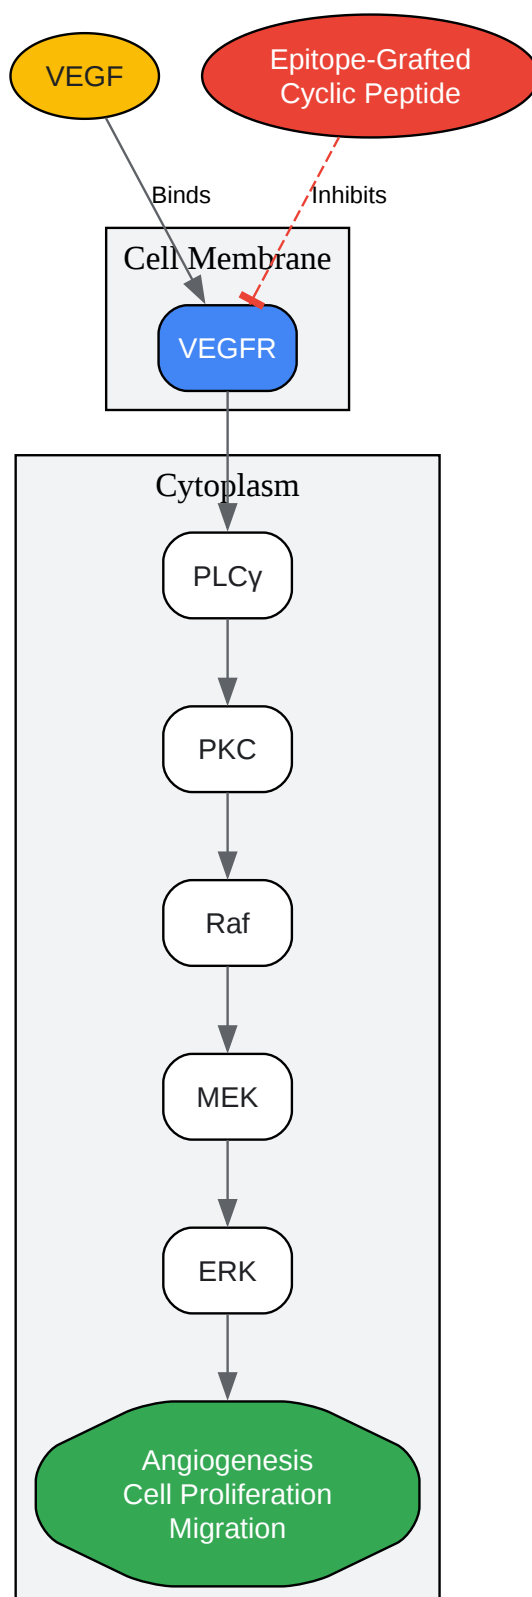 VEGF
Epitope-Grafted
Cyclic Peptide
Binds
Inhibits
Cell Membrane
VEGFR
Cytoplasm
PLCγ
PKC
Raf
MEK
ERK
Angiogenesis
Cell Proliferation
Migration